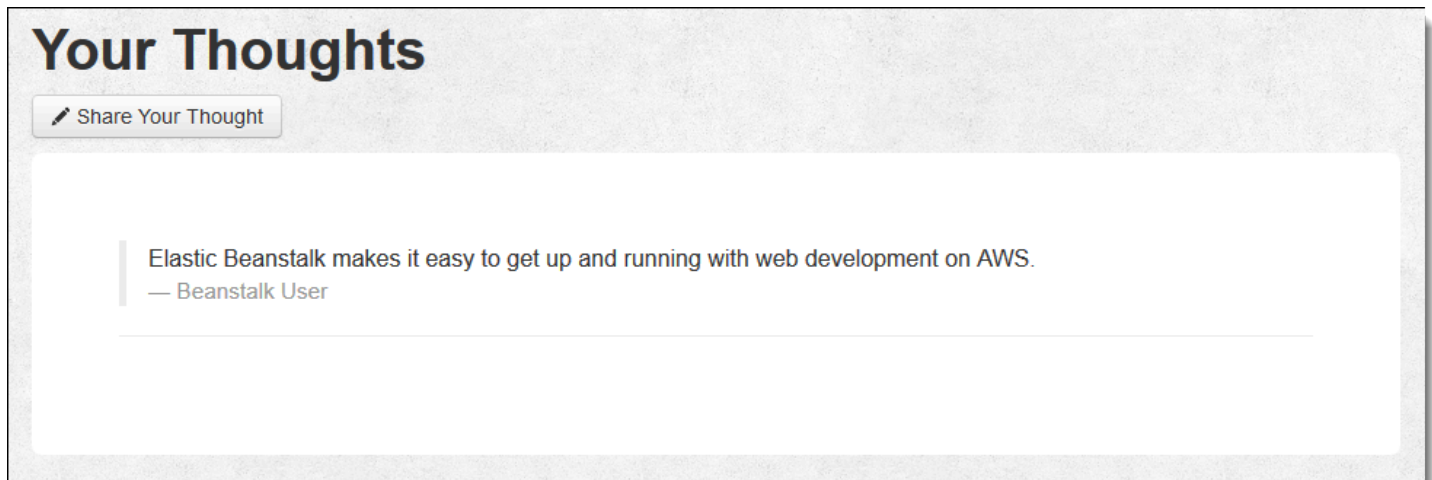 Your Thoughts
Share Your Thought
Elastic Beanstalk makes it easy to get up and running with web development on AWS.
— Beanstalk User